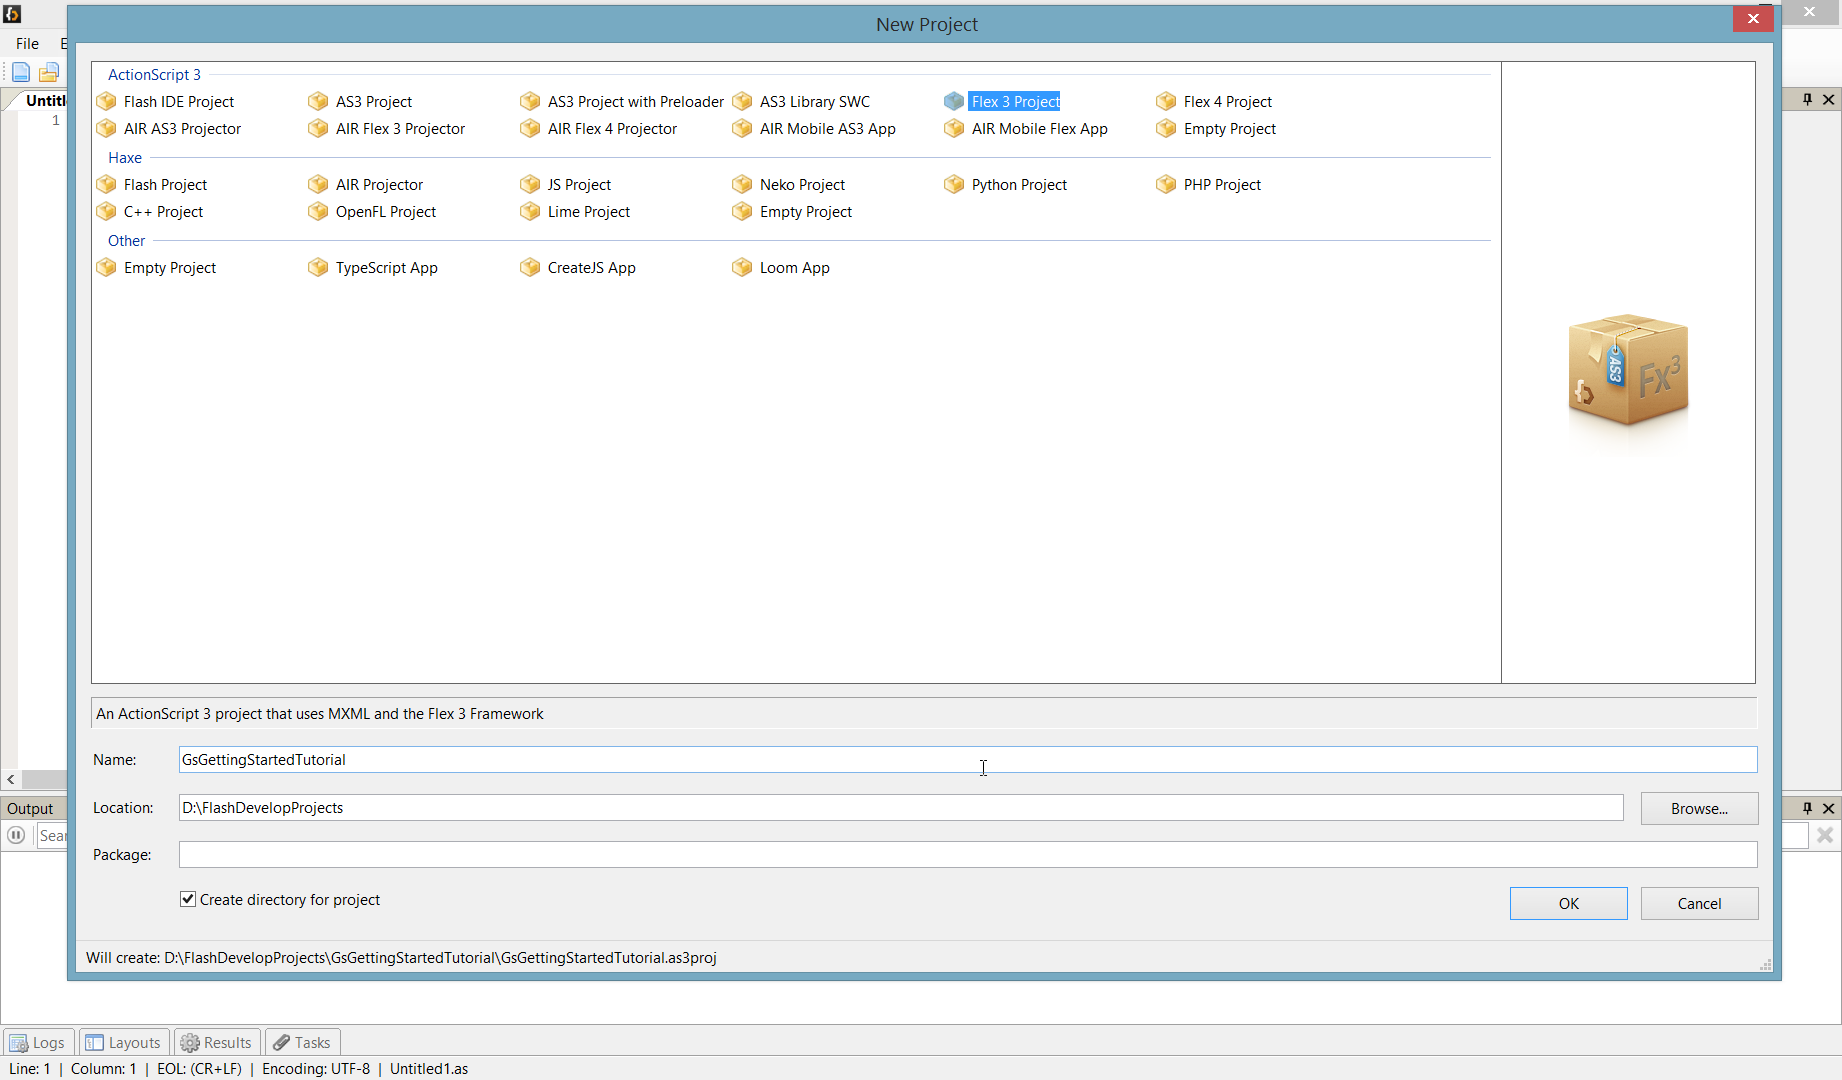 New Project
File
ActionScript 3
Flash IDE Project AS3 Project AS3 Project with Preloader AS3 Library SWC Flex 3 Project Flex 4 Project
AIR AS3 Projector AIR Flex 3 Projector AIR Flex 4 Projector AIR Mobile AS3 App AIR Mobile Flex App Empty Project
Haxe
Flash Project AIR Projector JS Project Neko Project Python Project PHP Project
C++ Project OpenFL Project Lime Project Empty Project
Other
Empty Project TypeScript App CreateJS App Loom App
Untitl
1
AS3
Fx3
An ActionScript 3 project that uses MXML and the Flex 3 Framework
Name: GsGettingStartedTutorial
Location: D:\FlashDevelopProjects Browse...
Package:
Create directory for project
OK Cancel
Will create: D:\FlashDevelopProjects\GsGettingStartedTutorial\GsGettingStartedTutorial.as3proj
Output
Sear
Logs Layouts Results Tasks
Line: 1 | Column: 1 | EOL: (CR+LF) | Encoding: UTF-8 | Untitled1.as